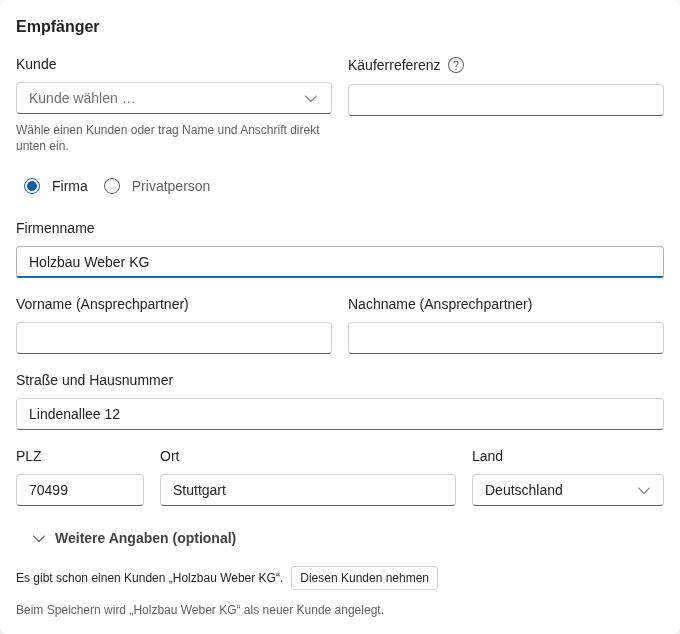 Empfänger
Kunde
Käuferreferenz ?
Kunde wählen …
Wähle einen Kunden oder trag Name und Anschrift direkt
unten ein.
Firma Privatperson
Firmenname
Holzbau Weber KG
Vorname (Ansprechpartner) Nachname (Ansprechpartner)
Straße und Hausnummer
Lindenallee 12
PLZ Ort Land
70499 Stuttgart Deutschland
Weitere Angaben (optional)
Es gibt schon einen Kunden „Holzbau Weber KG“. Diesen Kunden nehmen
Beim Speichern wird „Holzbau Weber KG“ als neuer Kunde angelegt.